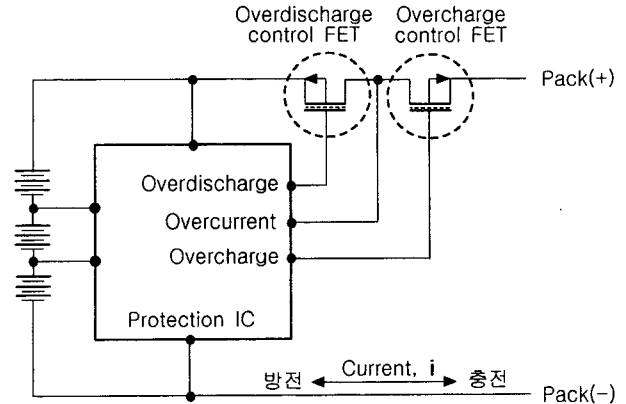 Overdischarge
control FET
Overcharge
control FET
Pack(+)
Overdischarge
Overcurrent
Overcharge
Protection IC
방전
Current, i
충전
Pack(−)